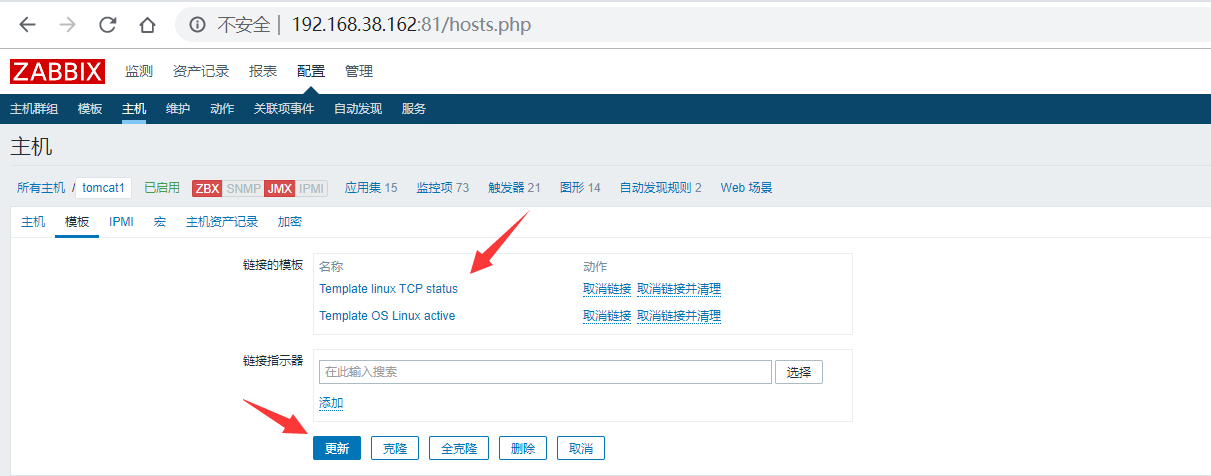 不安全 | 192.168.38.162:81/hosts.php
ZABBIX 监测 资产记录 报表 配置 管理
主机群组 模板 主机 维护 动作 关联项事件 自动发现 服务
主机
所有主机 / tomcat1 已启用 ZBX SNMP JMX IPMI 应用集 15 监控项 73 触发器 21 图形 14 自动发现规则 2 Web 场景
主机 模板 IPMI 宏 主机资产记录 加密
链接的模板 名称 动作
Template linux TCP status 取消链接 取消链接并清理
Template OS Linux active 取消链接 取消链接并清理
链接指示器 在此输入搜索 选择
添加
更新 克隆 全克隆 删除 取消